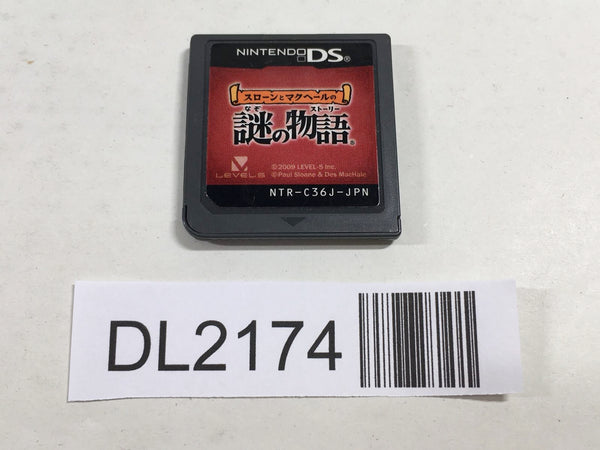 NINTENDO DS®
スローンとマクヘールの
なぞ ストーリー
謎の物語®
LEVEL5
©2009 LEVEL-5 Inc.
©Paul Sloane & Des MacHale
NTR-C36J-JPN
DL2174